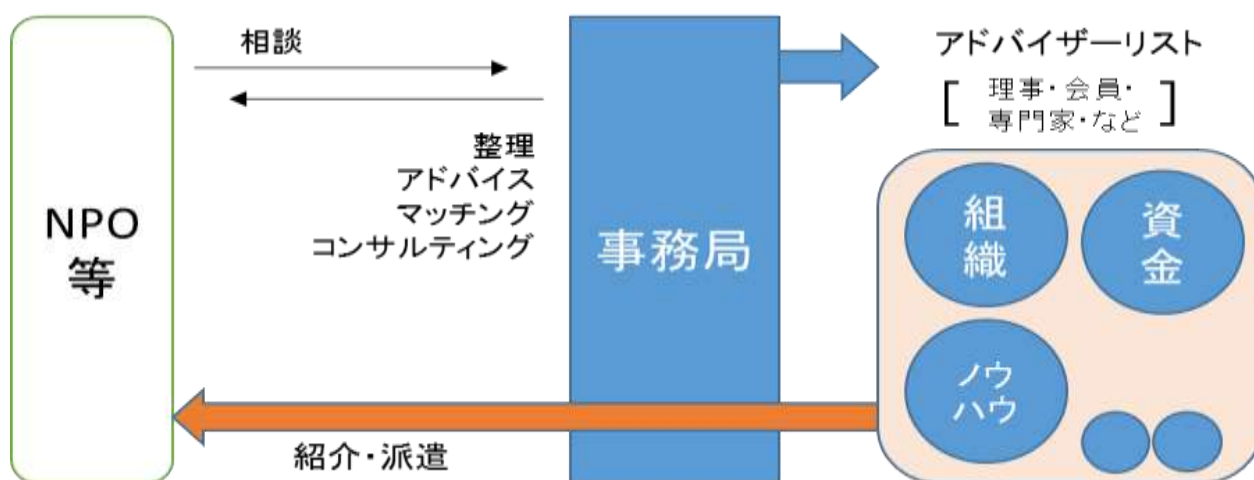 相談
NPO
等
整理
アドバイス
マッチング
コンサルティング
事務局
紹介・派遣
アドバイザーリスト
[ 理事・会員・
専門家・など ]
組
織
資
金
ノウ
ハウ